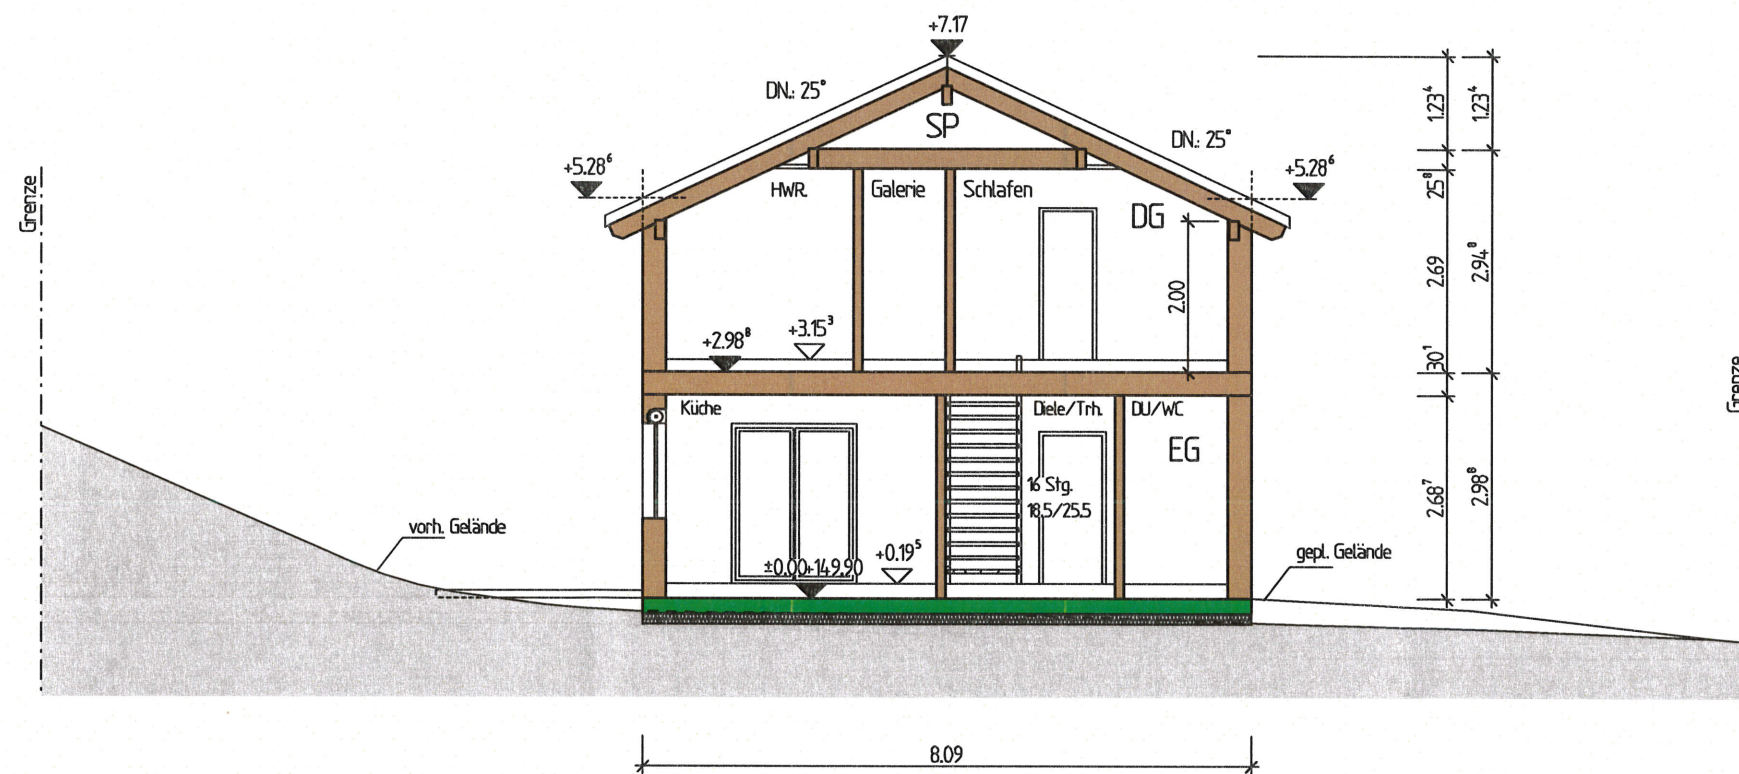 +7.17
DN.: 25°
SP
DN.: 25°
+5.28⁶
+5.28⁶
Grenze
HWR.
Galerie
Schlafen
DG
2.00
+2.98⁸
+3.15³
Küche
Diele/Trh.
DU/WC
EG
16 Stg.
18.5/25.5
vorh. Gelände
±0.00=+149.90
+0.19⁵
gepl. Gelände
1.23⁴
1.23⁴
25⁸
2.69
2.94⁸
30¹
2.68⁷
2.98⁸
Grenze
8.09